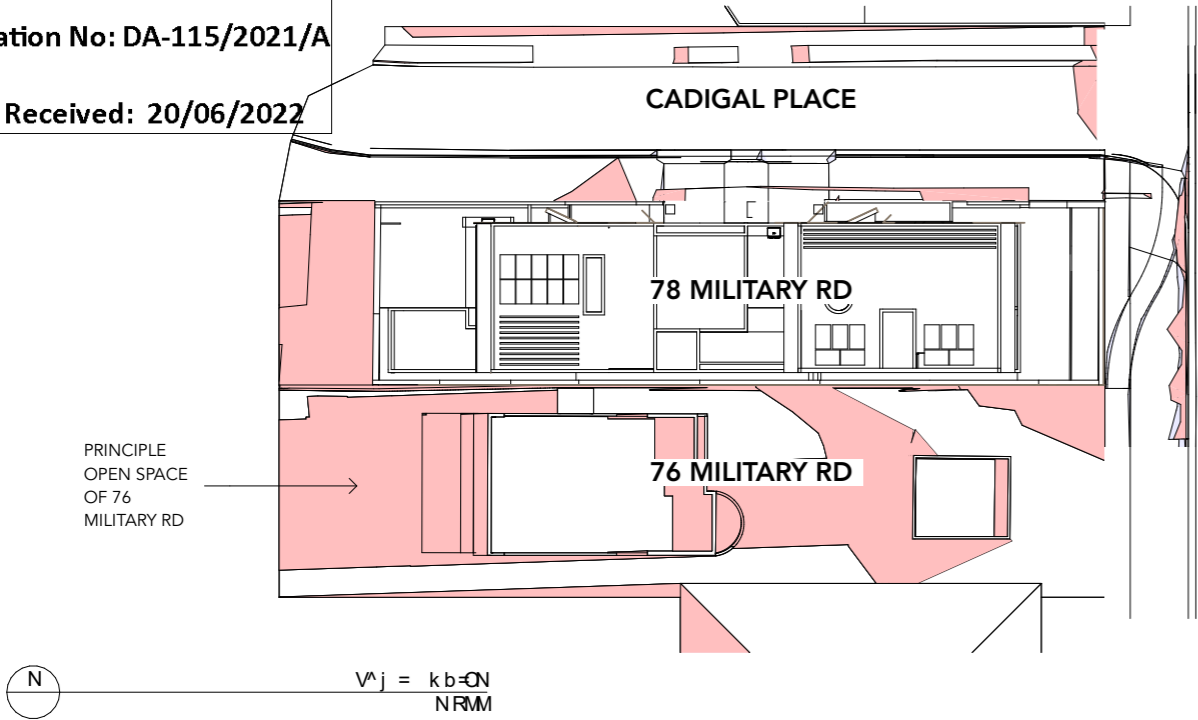 ation No: DA-115/2021/A
Received: 20/06/2022
CADIGAL PLACE
78 MILITARY RD
76 MILITARY RD
PRINCIPLE
OPEN SPACE
OF 76
MILITARY RD
N